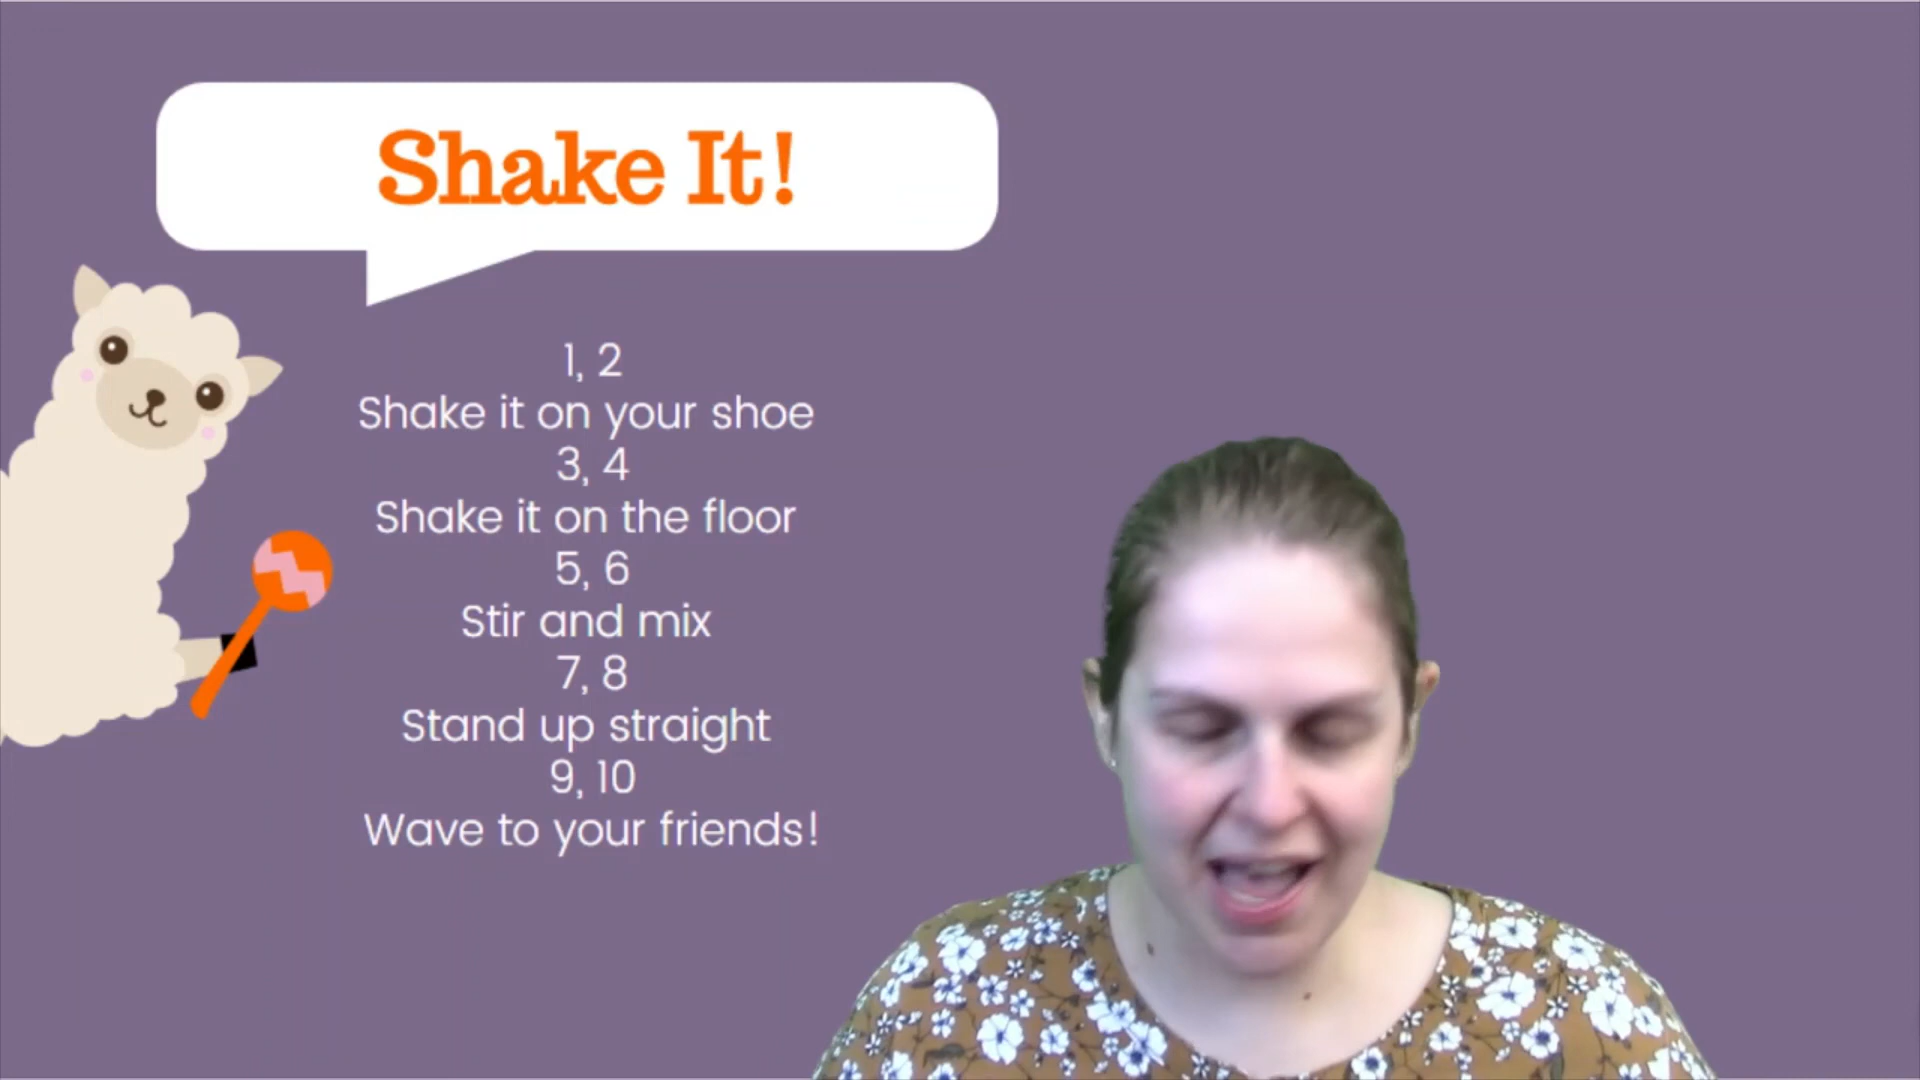 Shake It!
1, 2
Shake it on your shoe
3, 4
Shake it on the floor
5, 6
Stir and mix
7, 8
Stand up straight
9, 10
Wave to your friends!